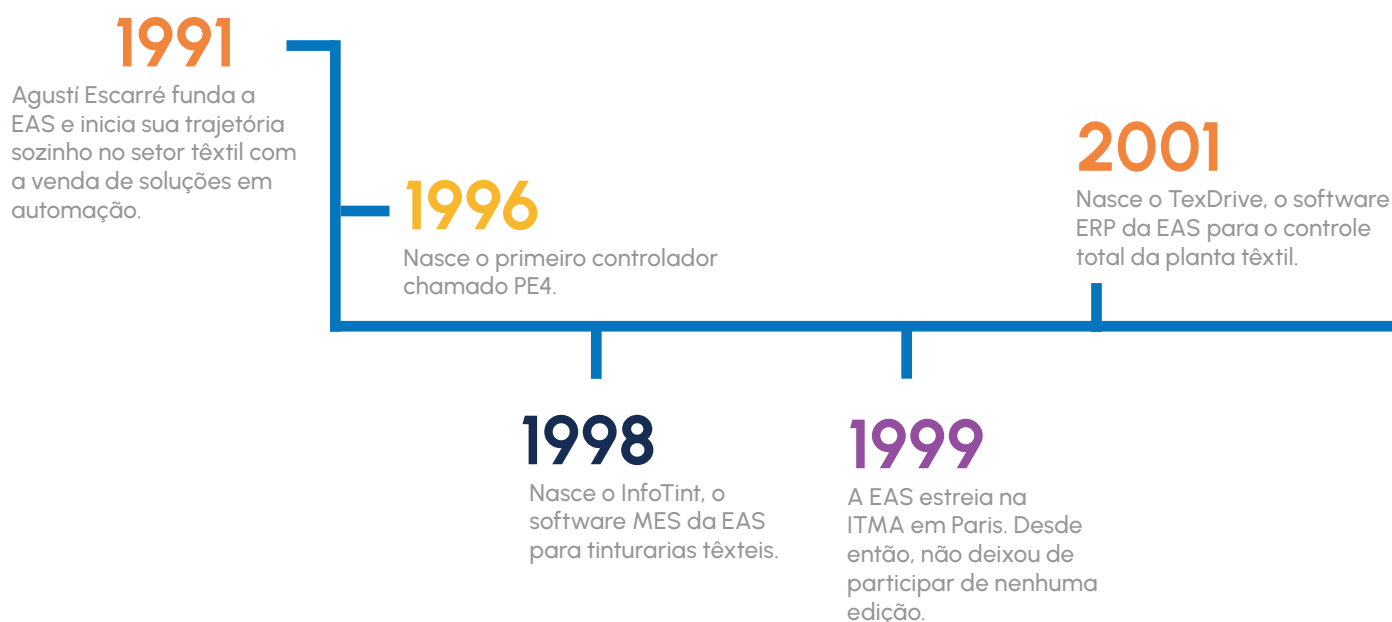 1991
Agustí Escarré funda a
EAS e inicia sua trajetória
sozinho no setor têxtil com
a venda de soluções em
automação.
1996
Nasce o primeiro controlador
chamado PE4.
1998
Nasce o InfoTint, o
software MES da EAS
para tinturarias têxteis.
1999
A EAS estreia na
ITMA em Paris. Desde
então, não deixou de
participar de nenhuma
edição.
2001
Nasce o TexDrive, o software
ERP da EAS para o controle
total da planta têxtil.